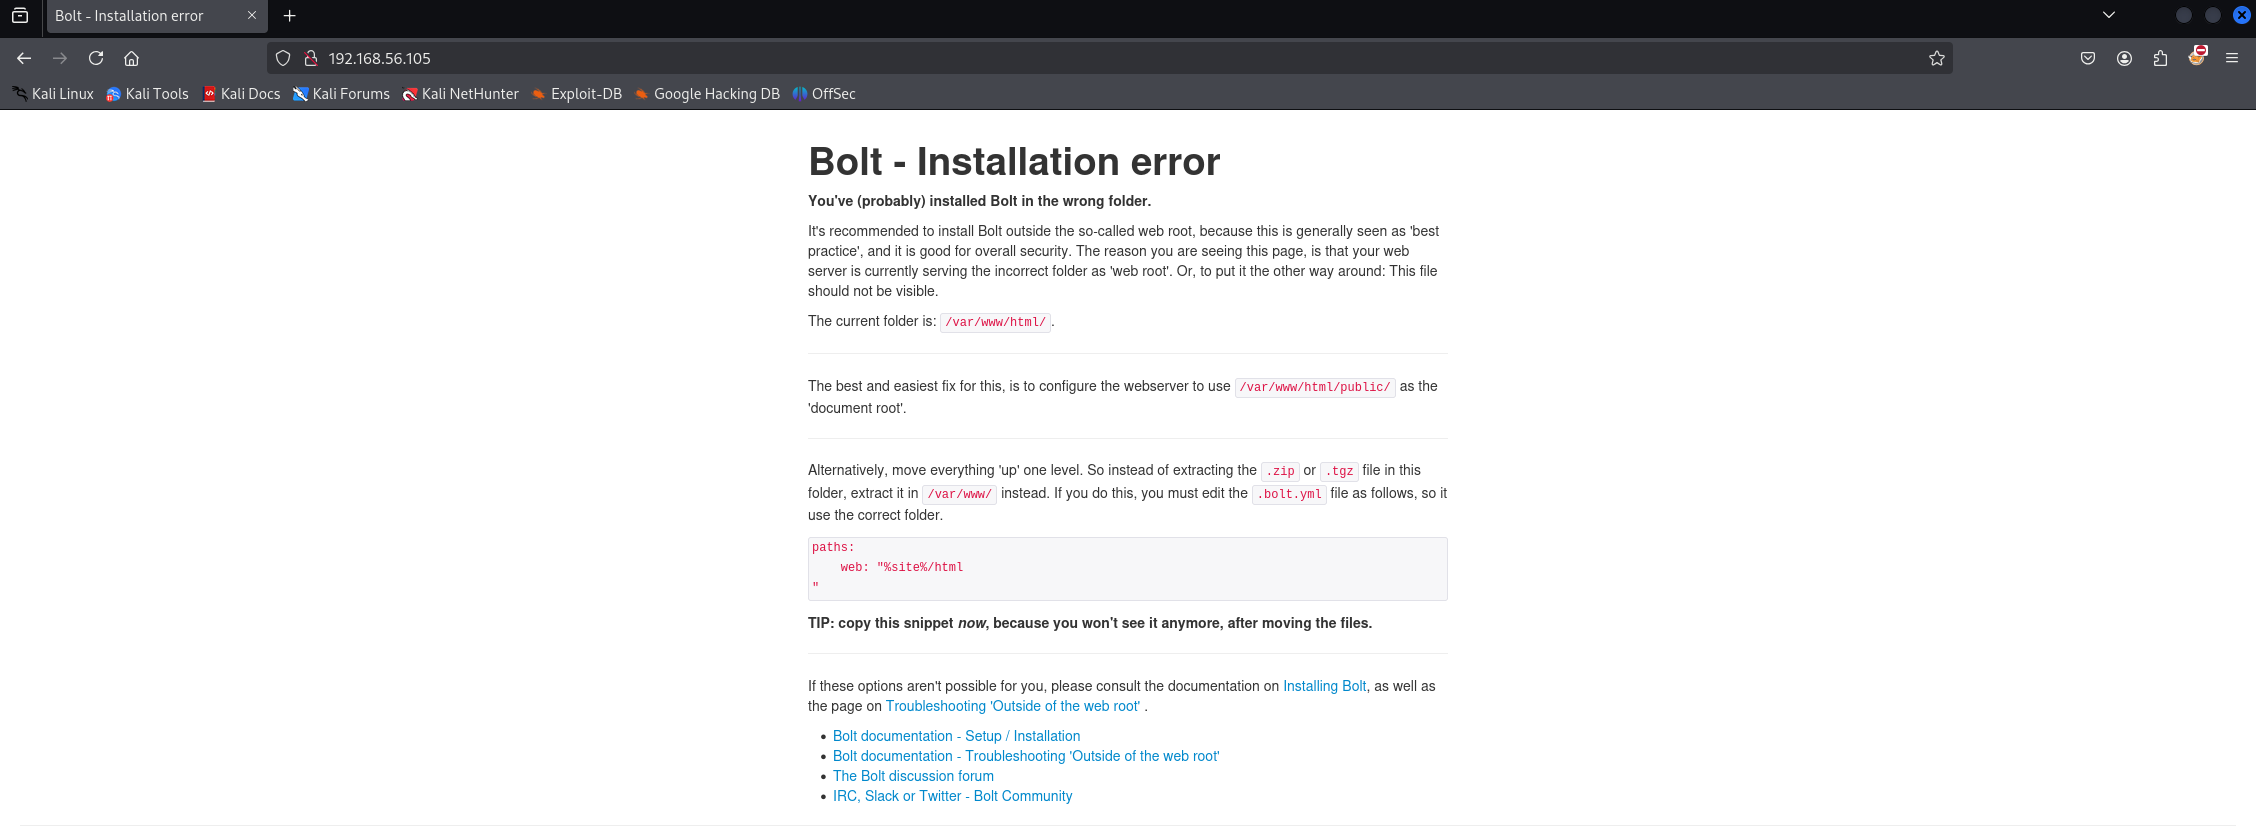 Bolt - Installation error
192.168.56.105
Kali Linux Kali Tools Kali Docs Kali Forums Kali NetHunter Exploit-DB Google Hacking DB OffSec
Bolt - Installation error
You've (probably) installed Bolt in the wrong folder.
It's recommended to install Bolt outside the so-called web root, because this is generally seen as 'best
practice', and it is good for overall security. The reason you are seeing this page, is that your web
server is currently serving the incorrect folder as 'web root'. Or, to put it the other way around: This file
should not be visible.
The current folder is: /var/www/html/.
The best and easiest fix for this, is to configure the webserver to use /var/www/html/public/ as the
'document root'.
Alternatively, move everything 'up' one level. So instead of extracting the .zip or .tgz file in this
folder, extract it in /var/www/ instead. If you do this, you must edit the .bolt.yml file as follows, so it
use the correct folder.
paths:
    web: "%site%/html
"
TIP: copy this snippet now, because you won't see it anymore, after moving the files.
If these options aren't possible for you, please consult the documentation on Installing Bolt, as well as
the page on Troubleshooting 'Outside of the web root' .
• Bolt documentation - Setup / Installation
• Bolt documentation - Troubleshooting 'Outside of the web root'
• The Bolt discussion forum
• IRC, Slack or Twitter - Bolt Community